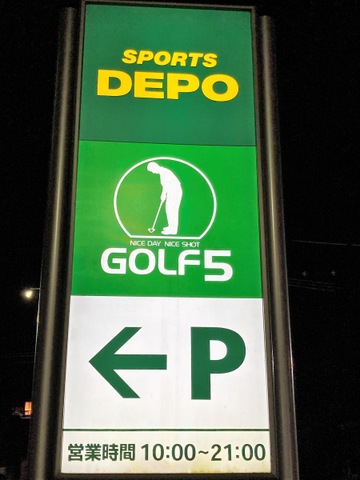 SPORTS
DEPO
NICE DAY NICE SHOT
GOLF5
← P
営業時間 10:00~21:00